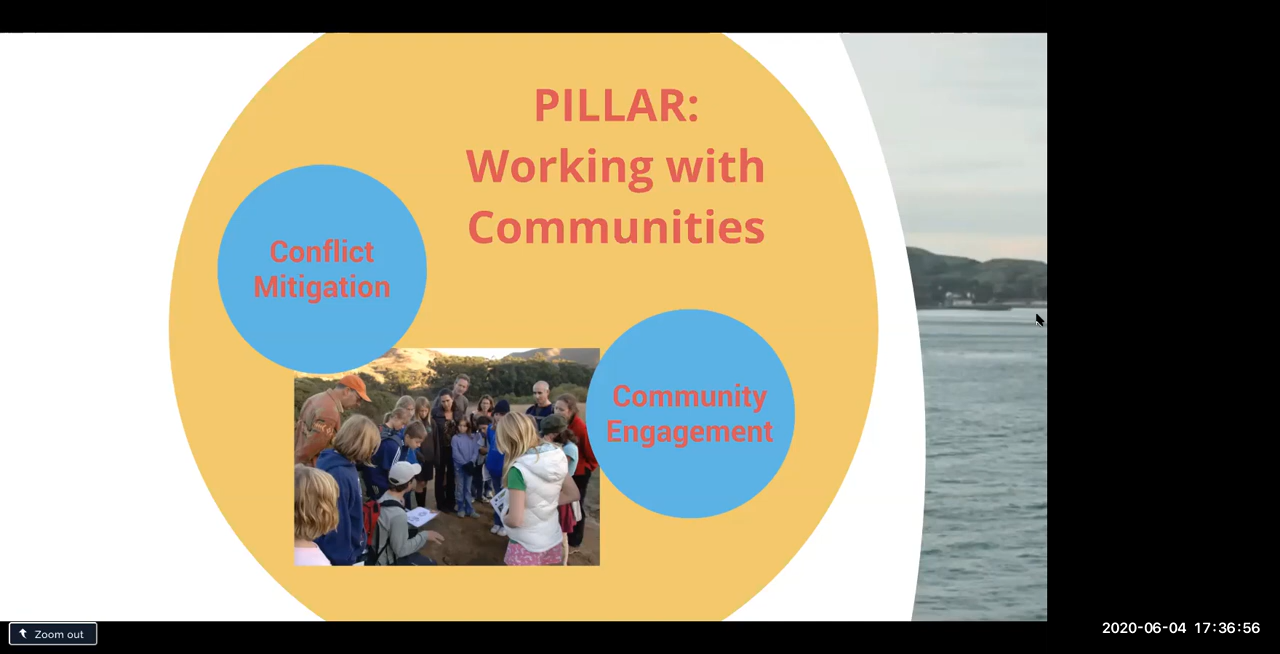 PILLAR:
Working with
Communities
Conflict
Mitigation
Community
Engagement
Zoom out
2020-06-04 17:36:56